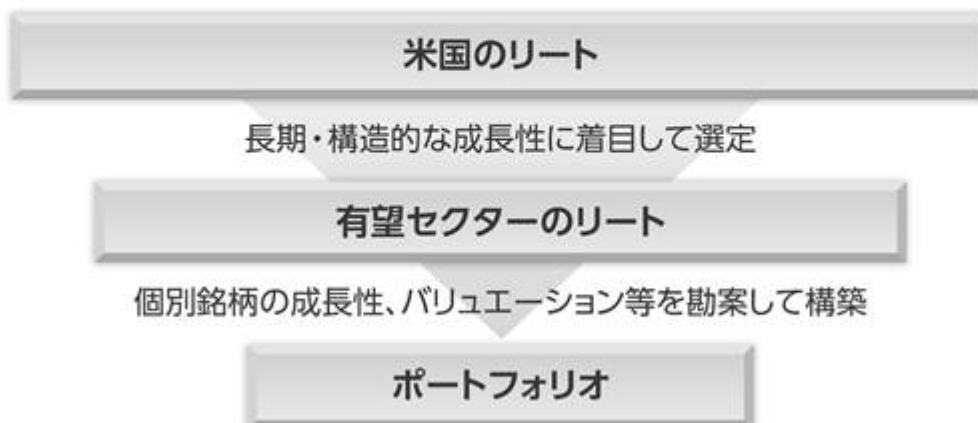 米国のリート
長期・構造的な成長性に着目して選定
有望セクターのリート
個別銘柄の成長性、バリュエーション等を勘案して構築
ポートフォリオ